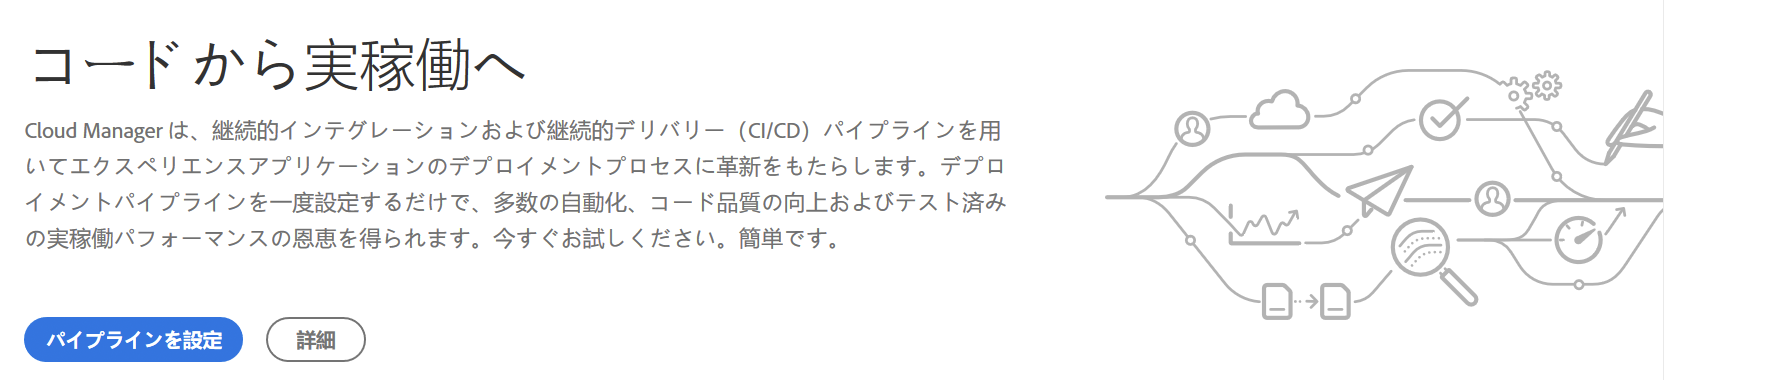 コードから実稼働へ
Cloud Manager は、継続的インテグレーションおよび継続的デリバリー（CI/CD）パイプラインを用
いてエクスペリエンスアプリケーションのデプロイメントプロセスに革新をもたらします。デプロ
イメントパイプラインを一度設定するだけで、多数の自動化、コード品質の向上およびテスト済み
の実稼働パフォーマンスの恩恵を得られます。今すぐお試しください。簡単です。
パイプラインを設定
詳細